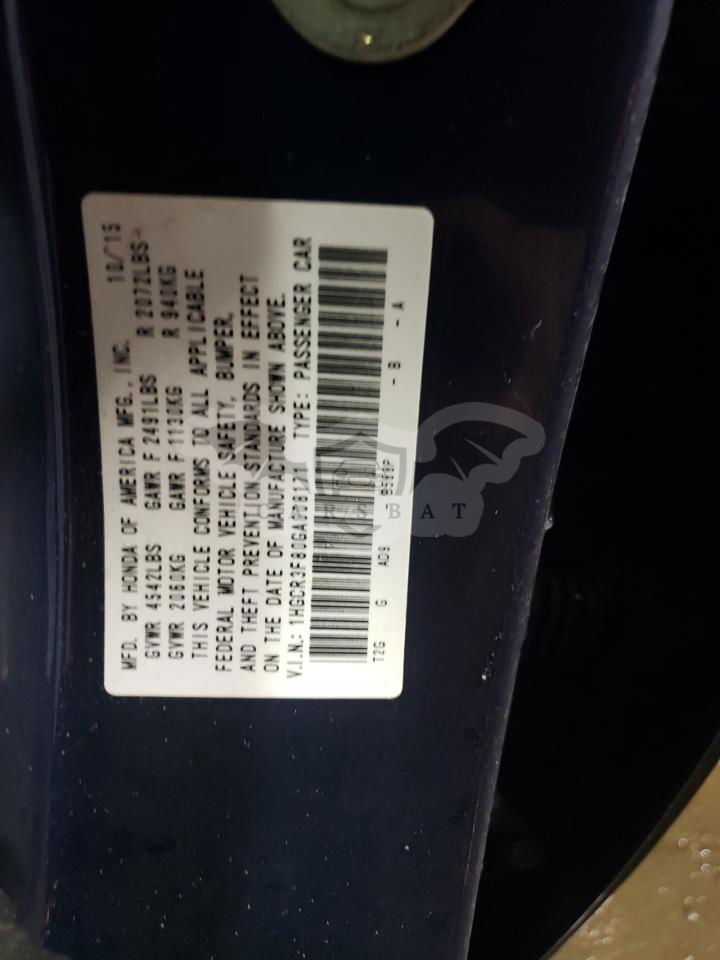 MFD. BY HONDA OF AMERICA MFG., INC. 10/'15
GVWR 4542LBS GAWR F 2491LBS R 2072LBS
GVWR 2060KG GAWR F 1130KG R 940KG
THIS VEHICLE CONFORMS TO ALL APPLICABLE
FEDERAL MOTOR VEHICLE SAFETY, BUMPER,
AND THEFT PREVENTION STANDARDS IN EFFECT
ON THE DATE OF MANUFACTURE SHOWN ABOVE.
V.I.N.: TYPE: PASSENGER CAR
T2G G AD9 - B - A
CARSBAT